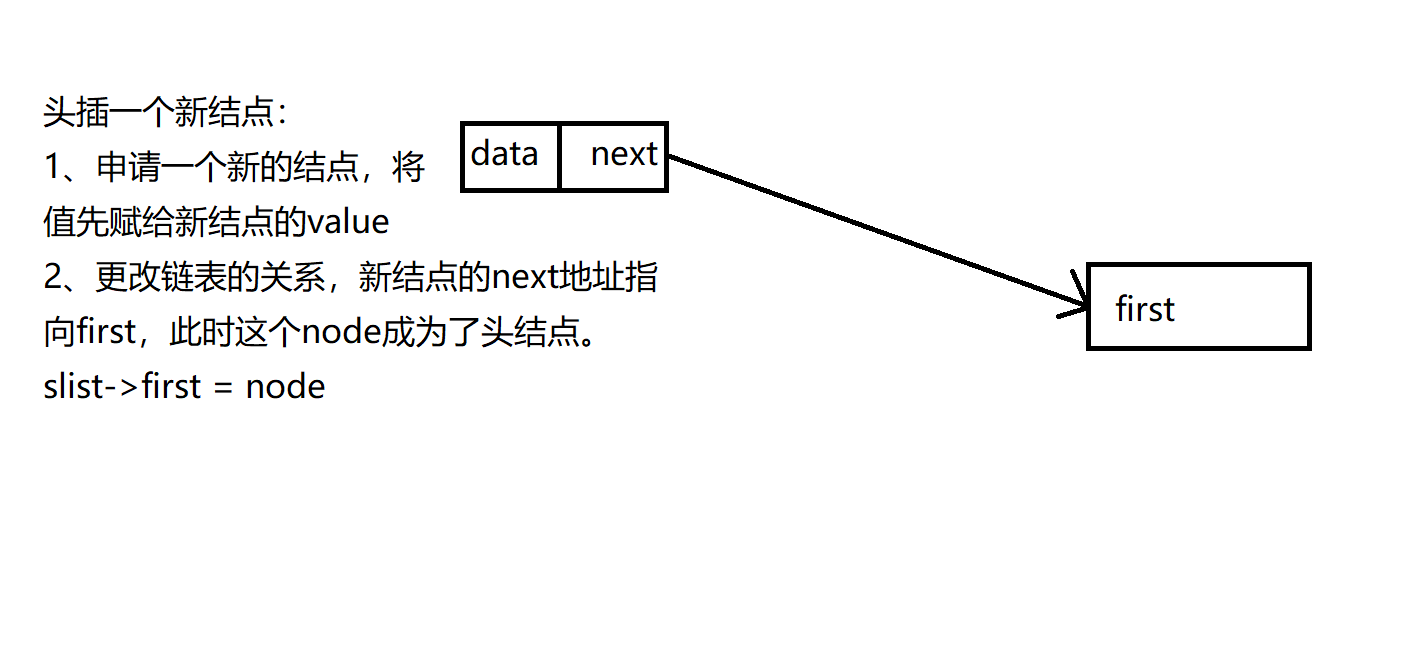 头插一个新结点：
1、申请一个新的结点，将
值先赋给新结点的value
2、更改链表的关系，新结点的next地址指
向first，此时这个node成为了头结点。
slist->first = node
data next
first